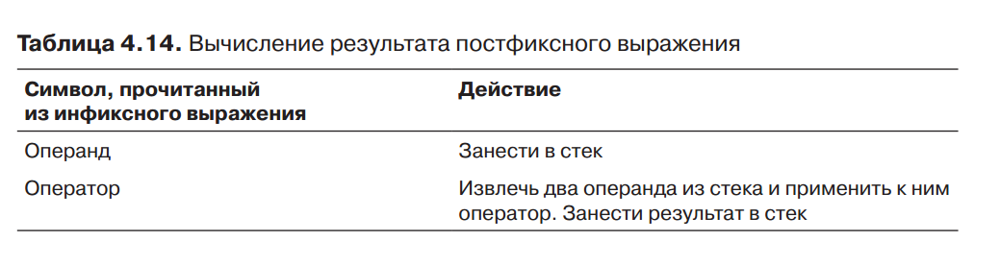 Таблица 4.14. Вычисление результата постфиксного выражения
Символ, прочитанный
из инфиксного выражения
Действие
Операнд
Занести в стек
Оператор
Извлечь два операнда из стека и применить к ним
оператор. Занести результат в стек